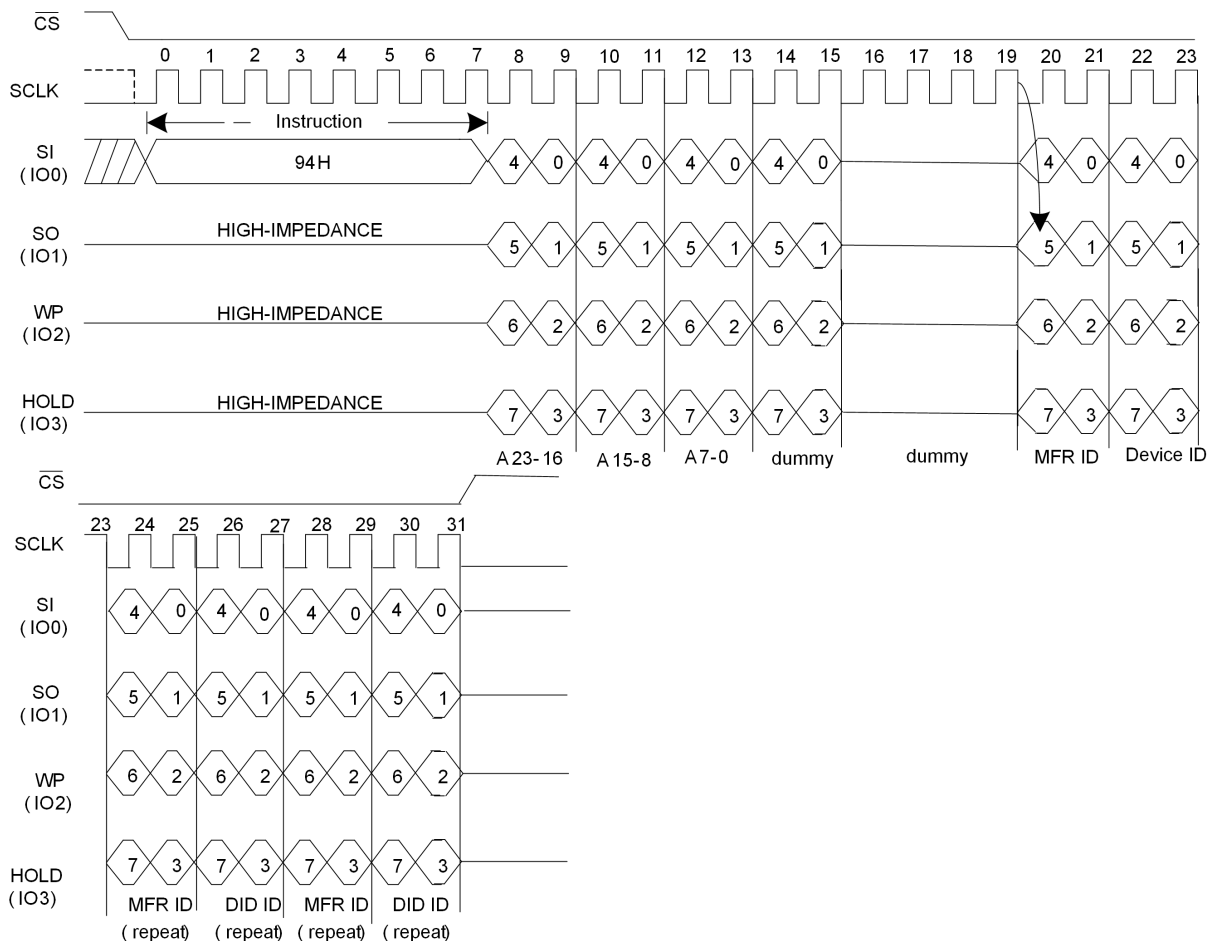 CS
0 1 2 3 4 5 6 7 8 9 10 11 12 13 14 15 16 17 18 19 20 21 22 23
SCLK
Instruction
SI
( IO0)
94H
4 0 4 0 4 0 4 0 4 0 4 0
SO
( IO1)
HIGH-IMPEDANCE
5 1 5 1 5 1 5 1 5 1 5 1
WP
( IO2)
HIGH-IMPEDANCE
6 2 6 2 6 2 6 2 6 2 6 2
HOLD
(IO3)
HIGH-IMPEDANCE
7 3 7 3 7 3 7 3 7 3 7 3
A 23- 16 A 15-8 A7-0 dummy dummy MFR ID Device ID
CS
23 24 25 26 27 28 29 30 31
SCLK
SI
( IO0)
4 0 4 0 4 0 4 0
SO
( IO1)
5 1 5 1 5 1 5 1
WP
( IO2)
6 2 6 2 6 2 6 2
HOLD
(IO3)
7 3 7 3 7 3 7 3
MFR ID DID ID MFR ID DID ID
( repeat) ( repeat) ( repeat) ( repeat)